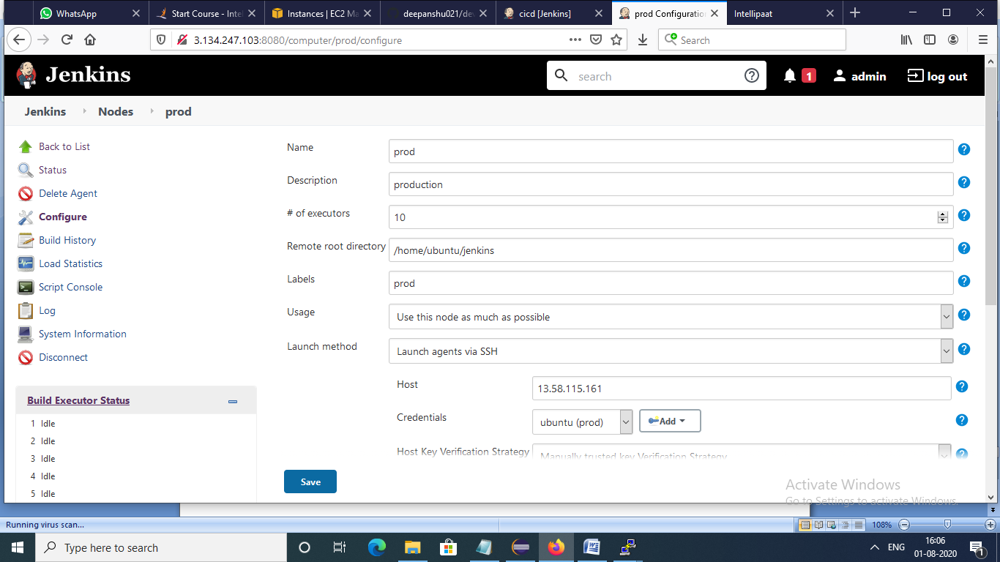 WhatsApp
Start Course - Inte
Instances | EC2 Ma
deepanshu021/de
cicd [Jenkins]
prod Configuratio
Intellipaat
3.134.247.103:8080/computer/prod/configure
Search
Jenkins
search
1
admin
log out
Jenkins
Nodes
prod
Back to List
Status
Delete Agent
Configure
Build History
Load Statistics
Script Console
Log
System Information
Disconnect
Build Executor Status
1 Idle
2 Idle
3 Idle
4 Idle
5 Idle
Name
prod
Description
production
# of executors
10
Remote root directory
/home/ubuntu/jenkins
Labels
prod
Usage
Use this node as much as possible
Launch method
Launch agents via SSH
Host
13.58.115.161
Credentials
ubuntu (prod)
Add
Host Key Verification Strategy
Manually trusted key Verification Strategy
Save
Activate Windows
Go to Settings to activate Windows.
Running virus scan...
108%
Type here to search
ENG
16:06
01-08-2020
1